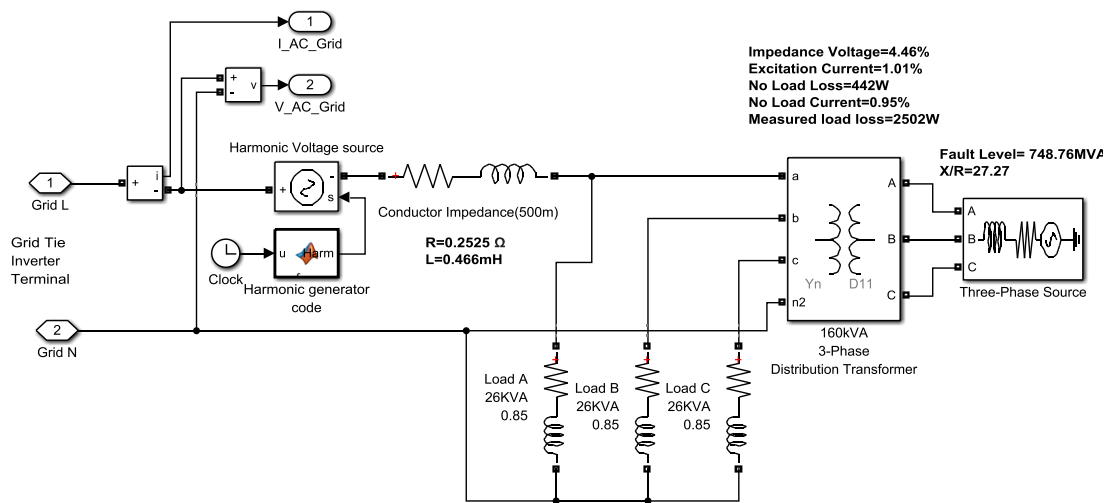 1
I_AC_Grid
+
-
v
2
V_AC_Grid
Impedance Voltage=4.46%
Excitation Current=1.01%
No Load Loss=442W
No Load Current=0.95%
Measured load loss=2502W
Harmonic Voltage source
Fault Level= 748.76MVA
X/R=27.27
1
Grid L
+
i
-
+
-
s
+
Conductor Impedance(500m)
R=0.2525 Ω
L=0.466mH
a
b
c
n2
A
B
C
Yn
D11
A
B
C
Three-Phase Source
Grid Tie
Inverter
Terminal
Clock
u
Harm
Harmonic generator
code
2
Grid N
160kVA
3-Phase
Distribution Transformer
+
Load A
26KVA
0.85
+
Load B
26KVA
0.85
+
Load C
26KVA
0.85